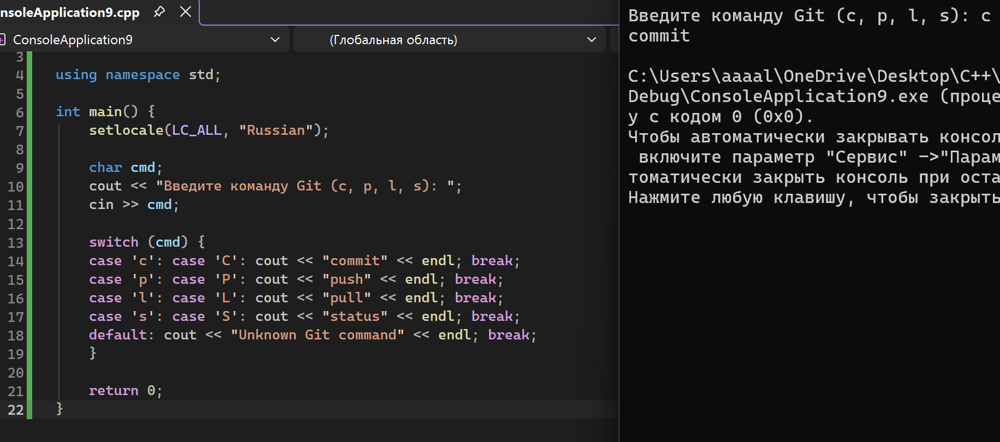 nsoleApplication9.cpp
ConsoleApplication9
(Глобальная область)
3
4 using namespace std;
5
6 int main() {
7 setlocale(LC_ALL, "Russian");
8
9 char cmd;
10 cout << "Введите команду Git (c, p, l, s): ";
11 cin >> cmd;
12
13 switch (cmd) {
14 case 'c': case 'C': cout << "commit" << endl; break;
15 case 'p': case 'P': cout << "push" << endl; break;
16 case 'l': case 'L': cout << "pull" << endl; break;
17 case 's': case 'S': cout << "status" << endl; break;
18 default: cout << "Unknown Git command" << endl; break;
19 }
20
21 return 0;
22 }
Введите команду Git (c, p, l, s): c
commit
C:\Users\aaaal\OneDrive\Desktop\C++\
Debug\ConsoleApplication9.exe (проце
у с кодом 0 (0x0).
Чтобы автоматически закрывать консол
включите параметр "Сервис" ->"Парам
томатически закрыть консоль при оста
Нажмите любую клавишу, чтобы закрыть